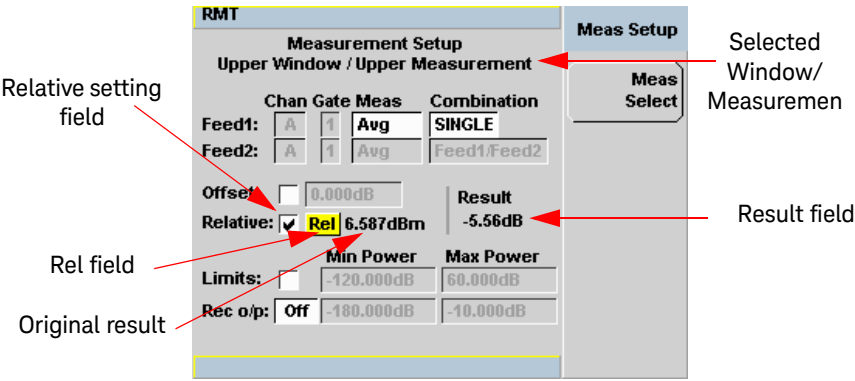 RMT
Meas Setup
Measurement Setup
Upper Window / Upper Measurement
Selected
Window/
Measuremen
Meas
Select
Relative setting
field
Chan Gate Meas Combination
Feed1: A 1 Avg SINGLE
Feed2: A 1 Avg Feed1/Feed2
Offset: 0.000dB
Result
Relative: Rel 6.587dBm -5.56dB
Result field
Rel field
Min Power Max Power
Limits: -120.000dB 60.000dB
Original result
Rec o/p: Off -180.000dB -10.000dB